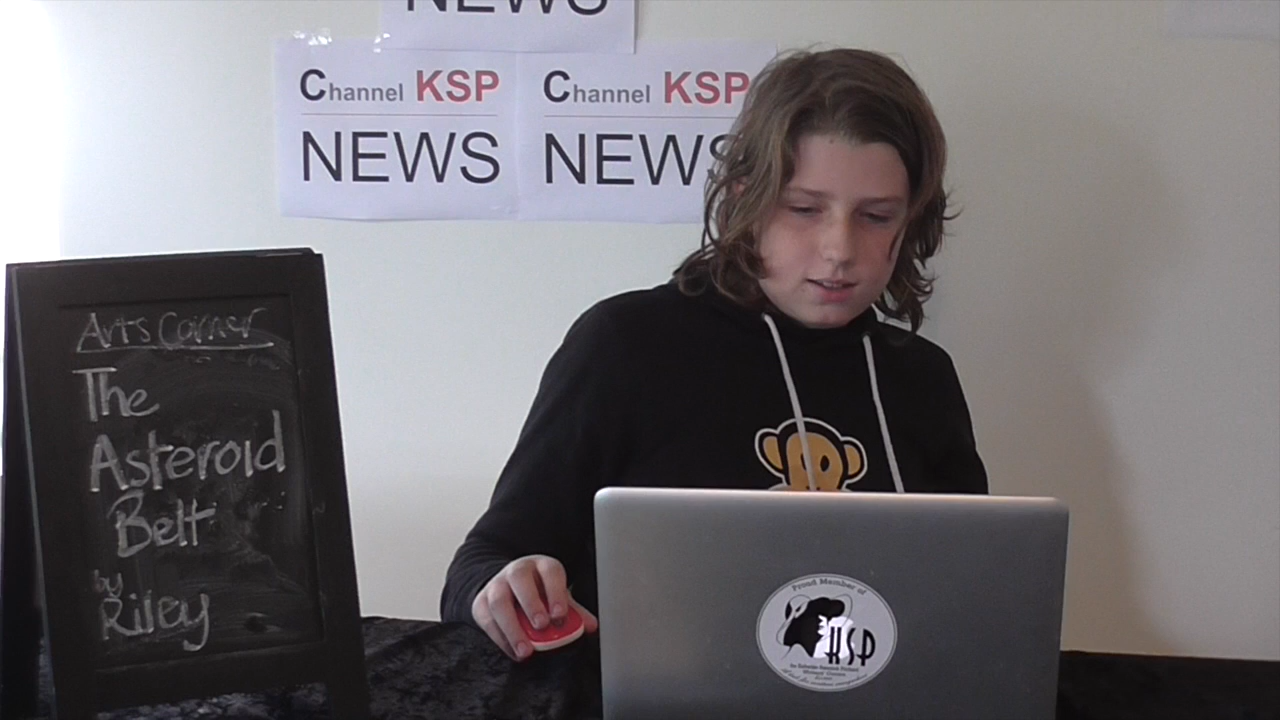 NEWS
Channel KSP
NEWS
Channel KSP
NEWS
Arts Corner
The
Asteroid
Belt
by
Riley
Proud Member of
KSP